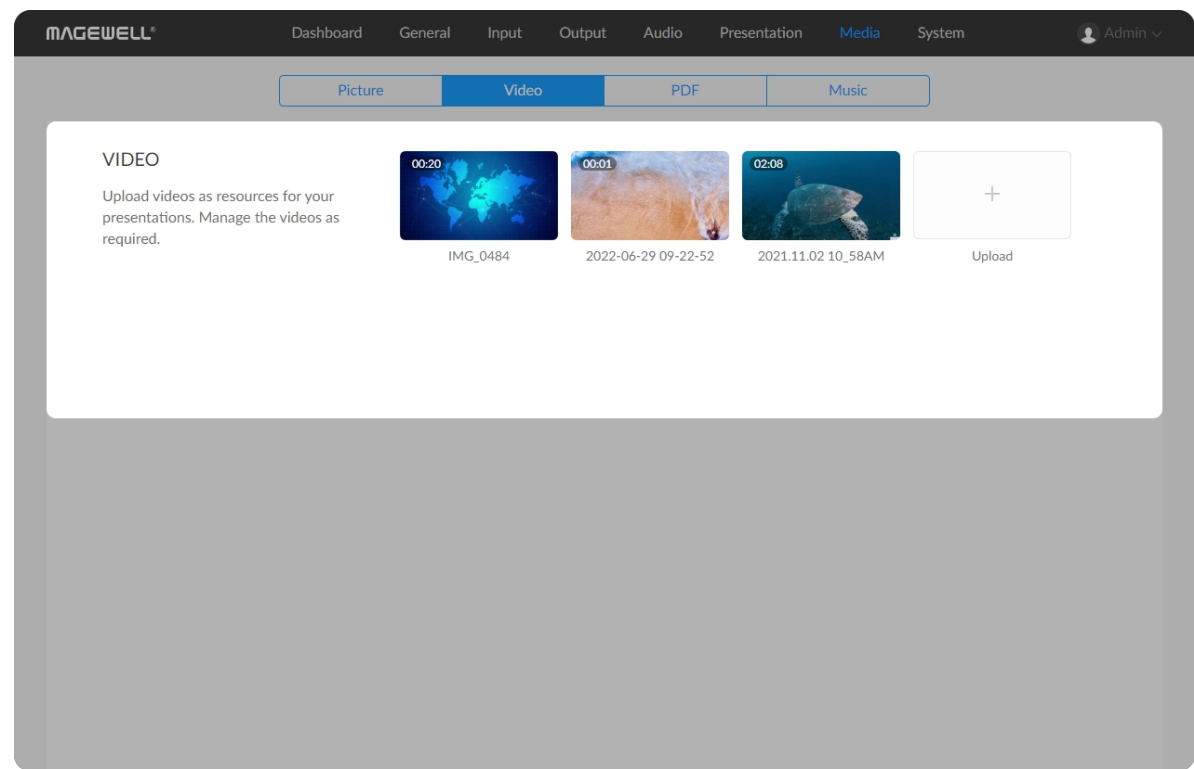 MAGEWELL®
Dashboard General Input Output Audio Presentation Media System Admin
Picture Video PDF Music
VIDEO
Upload videos as resources for your
presentations. Manage the videos as
required.
00:20 00:01 02:08
IMG_0484 2022-06-29 09-22-52 2021.11.02 10_58AM Upload